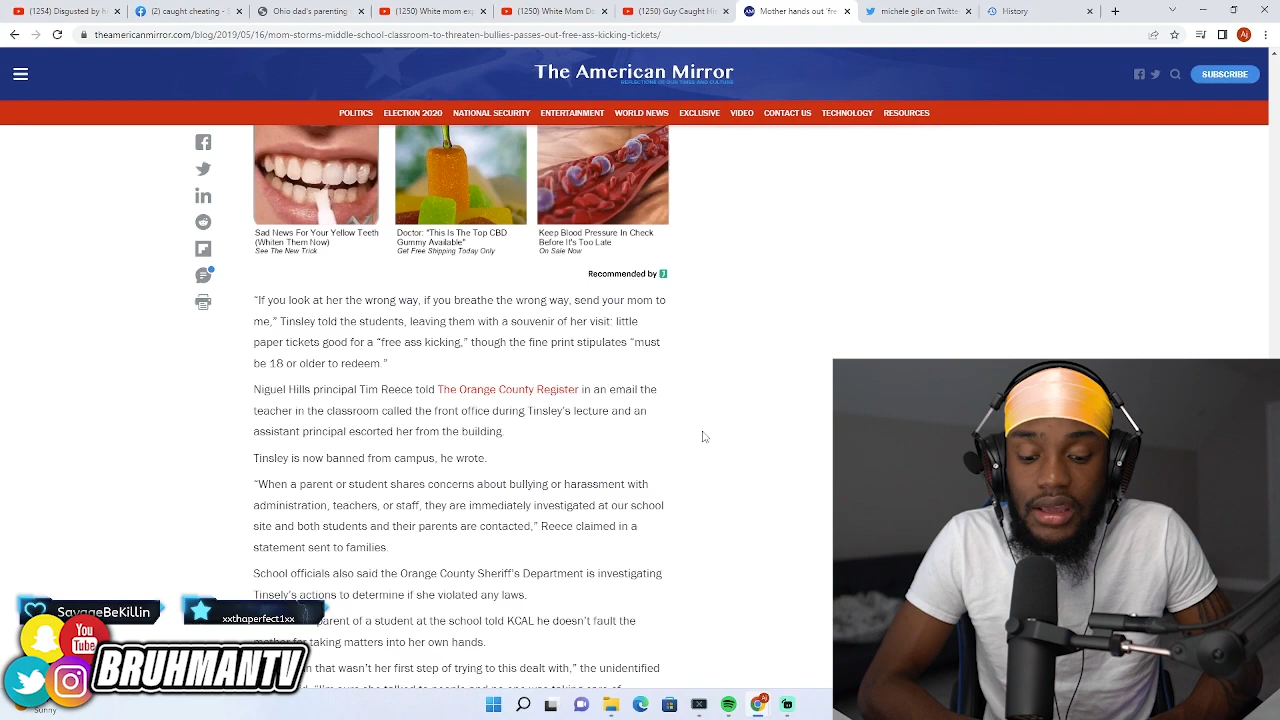 (1254) Disgusted by h
(2) caught cheating - S
Ohio dad's parenting
(1250) White mom ex
(1250) White Mom D
(1250) Guy Caught Hi
Mother hands out 'fre
michele gile on Twitte
History
theamericanmirror.com/blog/2019/05/16/mom-storms-middle-school-classroom-to-threaten-bullies-passes-out-free-ass-kicking-tickets/
Aj
The American Mirror
REFLECTIONS OF OUR TIMES AND CULTURE
SUBSCRIBE
POLITICS ELECTION 2020 NATIONAL SECURITY ENTERTAINMENT WORLD NEWS EXCLUSIVE VIDEO CONTACT US TECHNOLOGY RESOURCES
Sad News For Your Yellow Teeth
(Whiten Them Now)
See The New Trick
Doctor: "This Is The Top CBD
Gummy Available"
Get Free Shipping Today Only
Keep Blood Pressure In Check
Before It's Too Late
On Sale Now
Recommended by
“If you look at her the wrong way, if you breathe the wrong way, send your mom to
me,” Tinsley told the students, leaving them with a souvenir of her visit: little
paper tickets good for a “free ass kicking,” though the fine print stipulates “must
be 18 or older to redeem.”
Niguel Hills principal Tim Reece told The Orange County Register in an email the
teacher in the classroom called the front office during Tinsley’s lecture and an
assistant principal escorted her from the building.
Tinsley is now banned from campus, he wrote.
“When a parent or student shares concerns about bullying or harassment with
administration, teachers, or staff, they are immediately investigated at our school
site and both students and their parents are contacted,” Reece claimed in a
statement sent to families.
School officials also said the Orange County Sheriff’s Department is investigating
Tinsely’s actions to determine if she violated any laws.
parent of a student at the school told KCAL he doesn’t fault the
mother for taking matters into her own hands.
that wasn’t her first step of trying to this dealt with,” the unidentified
SavageBeKillin
xxthaperfect1xx
You
Tube
BRUHMANTV
Sunny